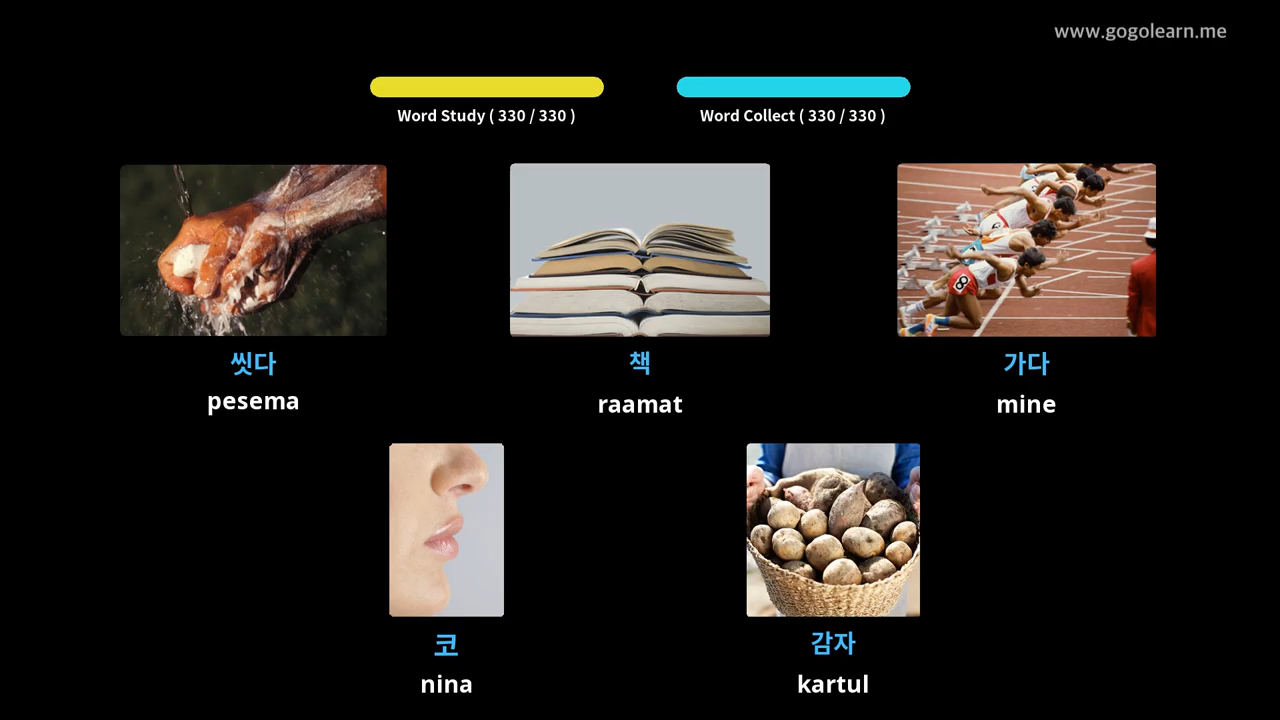 www.gogolearn.me
Word Study ( 330 / 330 )
Word Collect ( 330 / 330 )
씻다
pesema
책
raamat
가다
mine
코
nina
감자
kartul